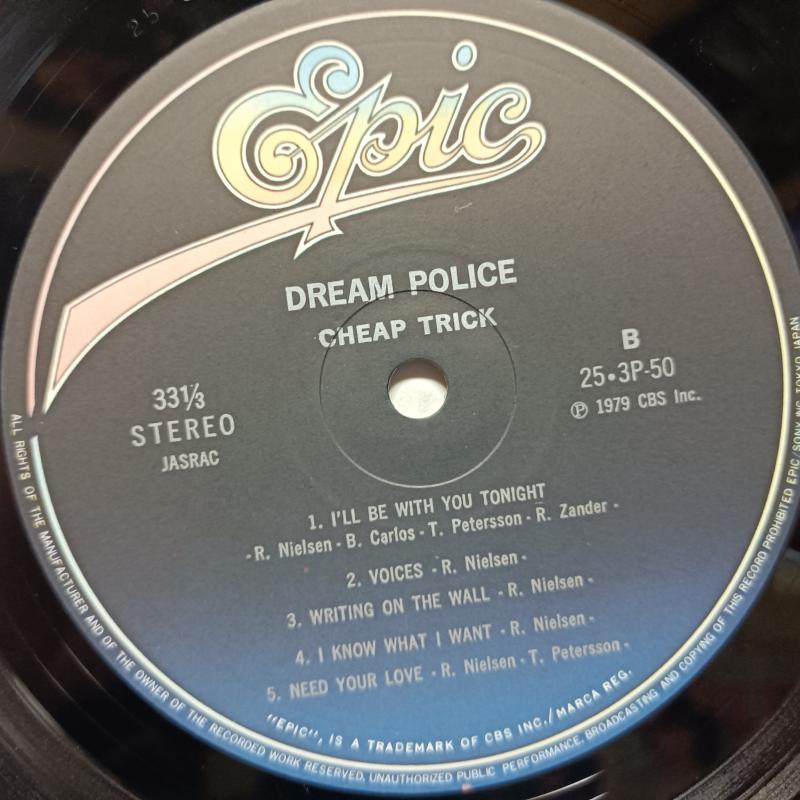 25
Epic
DREAM POLICE
CHEAP TRICK
B
25•3P-50
Ⓟ 1979 CBS Inc.
33⅓
STEREO
JASRAC
1. I'LL BE WITH YOU TONIGHT
-R. Nielsen - B. Carlos - T. Petersson - R. Zander -
2. VOICES - R. Nielsen -
3. WRITING ON THE WALL - R. Nielsen -
4. I KNOW WHAT I WANT - R. Nielsen -
5. NEED YOUR LOVE - R. Nielsen - T. Petersson -
"EPIC", IS A TRADEMARK OF CBS INC./MARCA REG.
ALL RIGHTS OF THE MANUFACTURER AND OF THE OWNER OF THE RECORDED WORK RESERVED, UNAUTHORIZED PUBLIC PERFORMANCE, BROADCASTING AND COPYING OF THIS RECORD PROHIBITED EPIC/SONY INC. TOKYO JAPAN